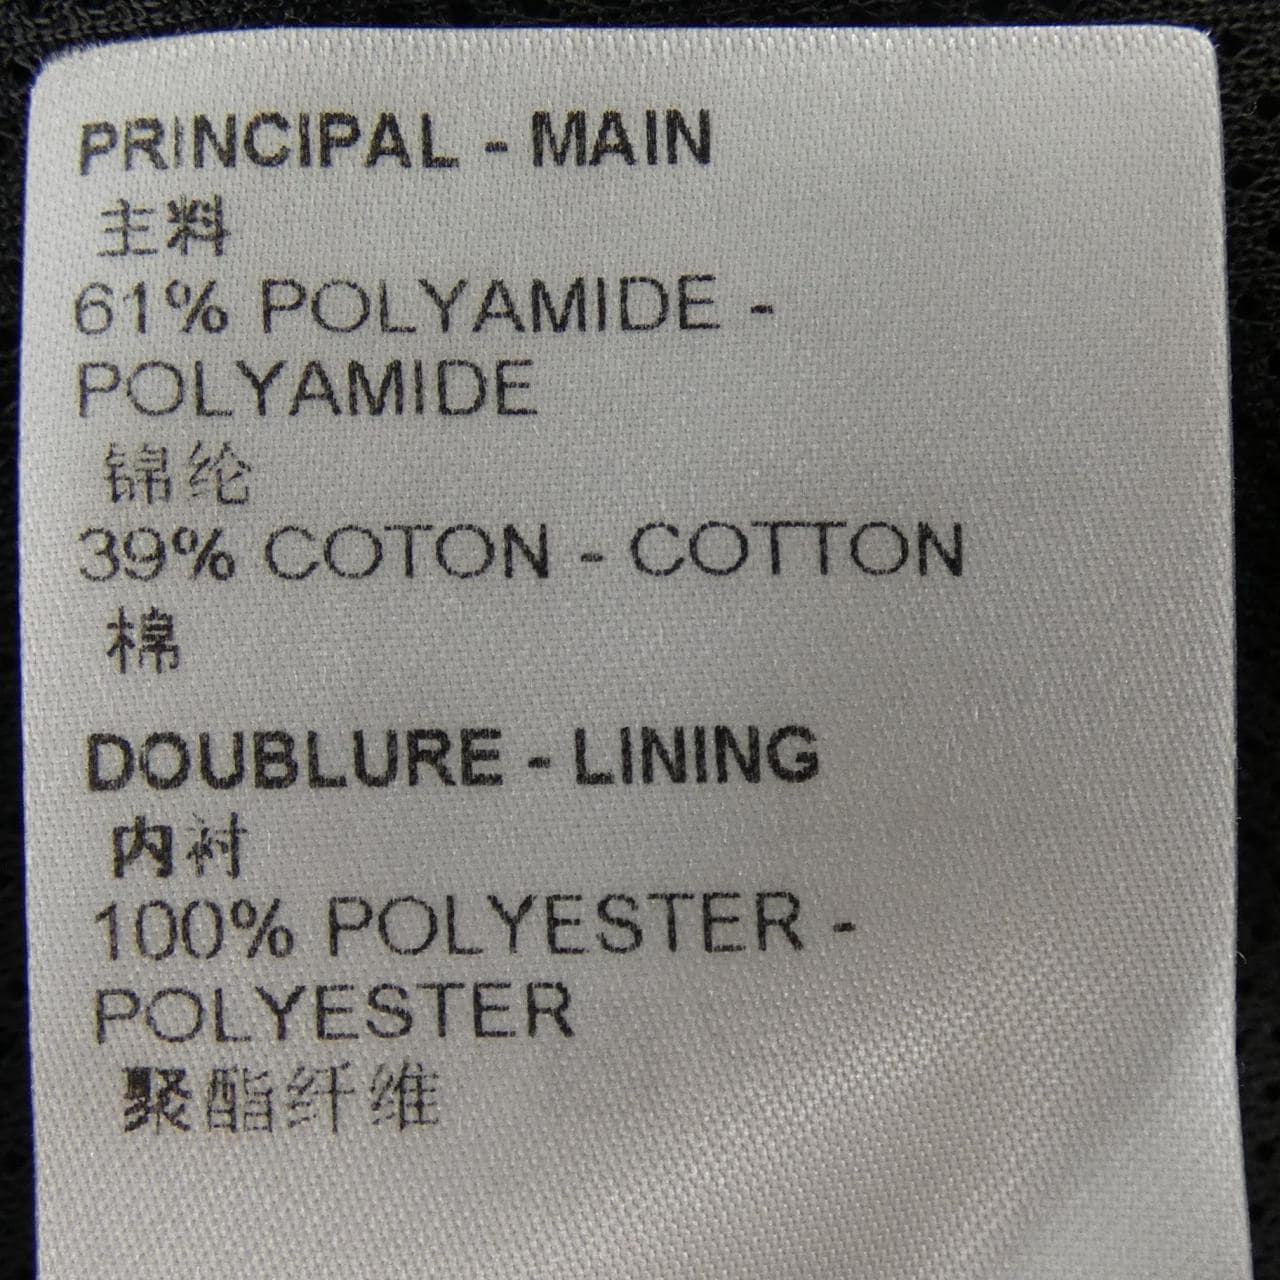 PRINCIPAL - MAIN
主料
61% POLYAMIDE -
POLYAMIDE
锦纶
39% COTON - COTTON
棉
DOUBLURE - LINING
内衬
100% POLYESTER -
POLYESTER
聚酯纤维